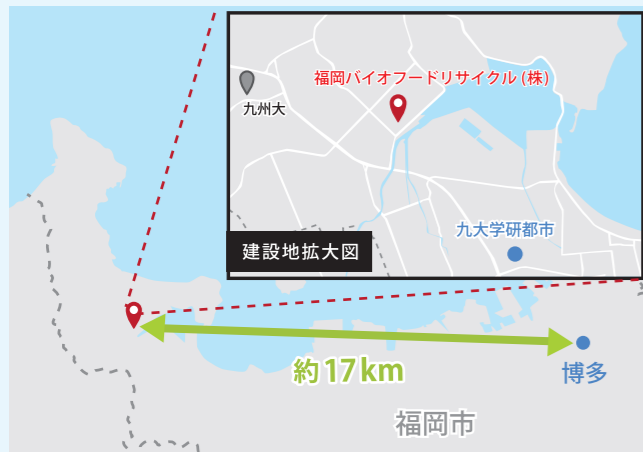 福岡バイオフードリサイクル(株)
九州大
九大学研都市
建設地拡大図
約17km
博多
福岡市